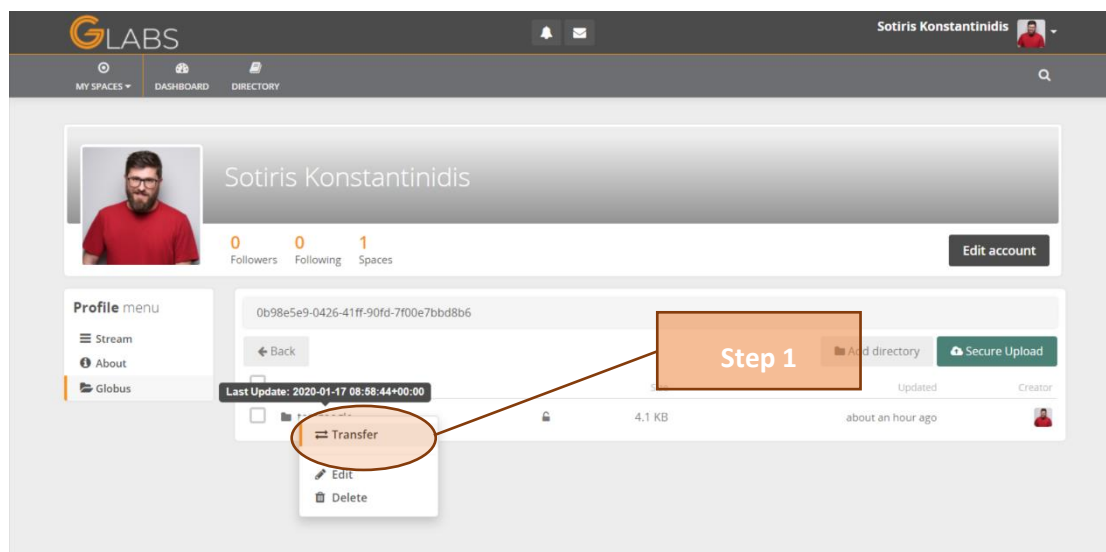 GLABS
Sotiris Konstantinidis
MY SPACES
DASHBOARD
DIRECTORY
Sotiris Konstantinidis
0 0 1
Followers Following Spaces
Edit account
Profile menu
Stream
About
Globus
0b98e5e9-0426-41ff-90fd-7f00e7bbd8b6
Back
Step 1
Add directory
Secure Upload
Last Update: 2020-01-17 08:58:44+00:00
Updated
Creator
4.1 KB
about an hour ago
Transfer
Edit
Delete